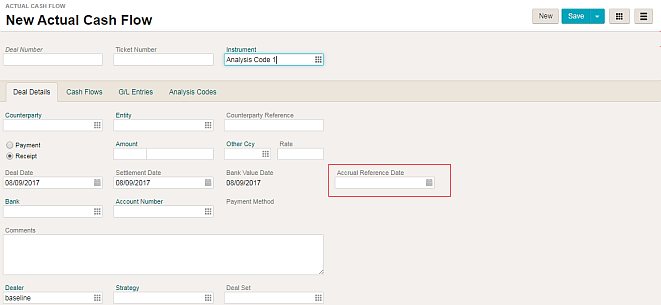 ACTUAL CASH FLOW
New Actual Cash Flow
New Save
Deal Number Ticket Number Instrument
Analysis Code 1
Deal Details Cash Flows G/L Entries Analysis Codes
Counterparty Entity Counterparty Reference
Payment Amount Other Ccy Rate
Receipt
Deal Date Settlement Date Bank Value Date Accrual Reference Date
08/09/2017 08/09/2017 08/09/2017
Bank Account Number Payment Method
Comments
Dealer Strategy Deal Set
baseline